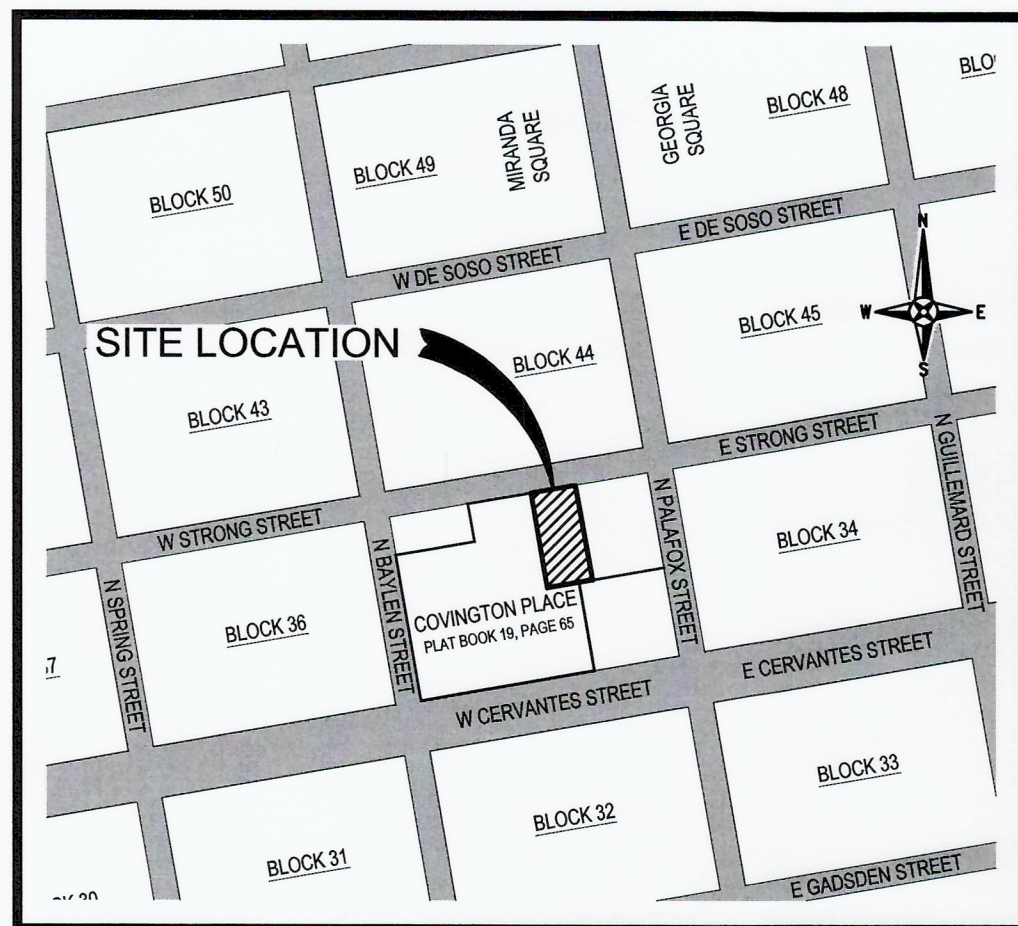 BLO
BLOCK 48
GEORGIA
SQUARE
MIRANDA
SQUARE
BLOCK 49
BLOCK 50
E DE SOSO STREET
W DE SOSO STREET
N
W
E
S
BLOCK 45
SITE LOCATION
BLOCK 44
BLOCK 43
E STRONG STREET
N GUILLEMARD STREET
W STRONG STREET
N PALAFOX STREET
BLOCK 34
N BAYLEN STREET
N SPRING STREET
COVINGTON PLACE
PLAT BOOK 19, PAGE 65
BLOCK 36
7
E CERVANTES STREET
W CERVANTES STREET
BLOCK 33
BLOCK 32
BLOCK 31
E GADSDEN STREET